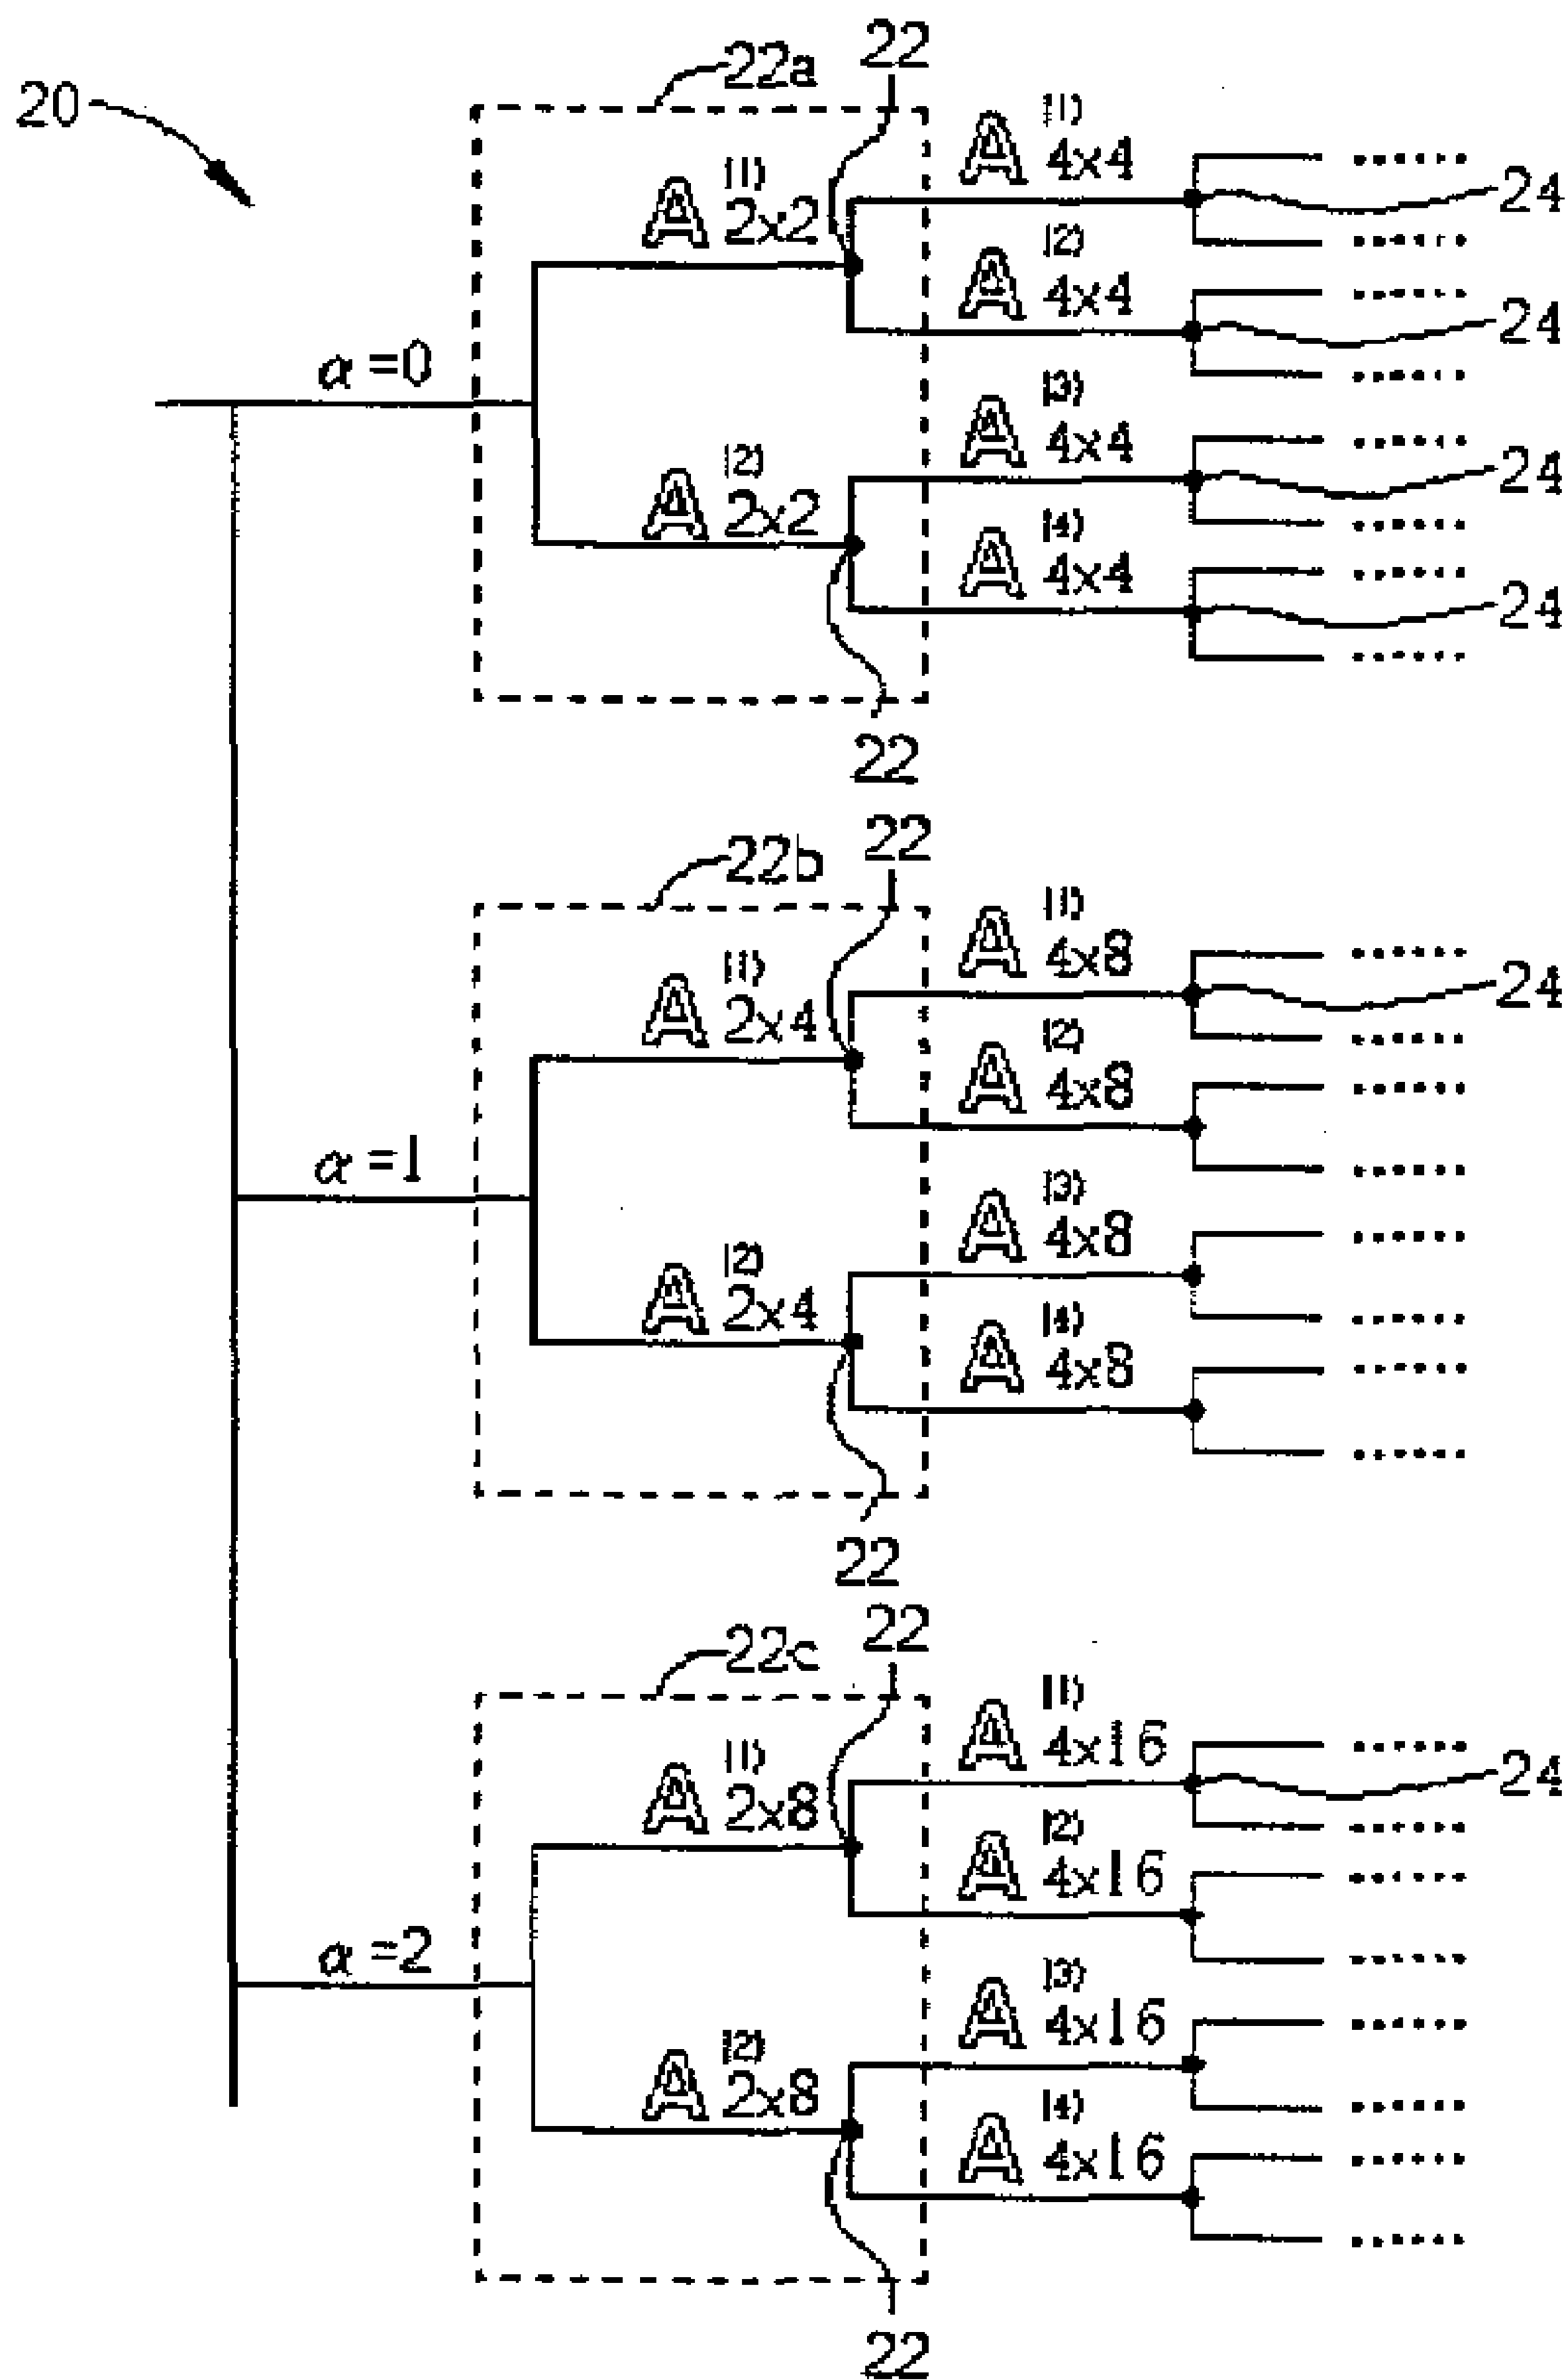 20
22a
22
A (1) 2x2
A (1) 4x4
24
A (2) 4x4
24
α=0
A (2) 2x2
A (3) 4x4
24
A (4) 4x4
24
22
22b
22
A (1) 2x4
A (1) 4x8
24
A (2) 4x8
α=1
A (2) 2x4
A (3) 4x8
A (4) 4x8
22
22c
22
A (1) 2x8
A (1) 4x16
24
A (2) 4x16
α=2
A (2) 2x8
A (3) 4x16
A (4) 4x16
22